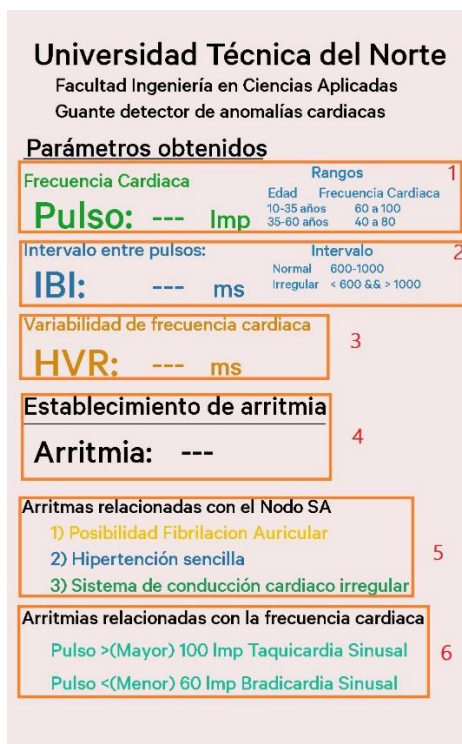 Universidad Técnica del Norte
Facultad Ingeniería en Ciencias Aplicadas
Guante detector de anomalías cardiacas
Parámetros obtenidos
1
Frecuencia Cardiaca
Pulso: --- Imp
Rangos
Edad Frecuencia Cardiaca
10-35 años 60 a 100
35-60 años 40 a 80
2
Intervalo entre pulsos:
IBI: --- ms
Intervalo
Normal 600-1000
Irregular < 600 && > 1000
Variabilidad de frecuencia cardiaca
HVR: --- ms
3
Establecimiento de arritmia
Arritmia: ---
4
Arritmas relacionadas con el Nodo SA
1) Posibilidad Fibrilacion Auricular
2) Hipertención sencilla
3) Sistema de conducción cardiaco irregular
5
Arritmias relacionadas con la frecuencia cardiaca
Pulso >(Mayor) 100 Imp Taquicardia Sinusal
Pulso <(Menor) 60 Imp Bradicardia Sinusal
6